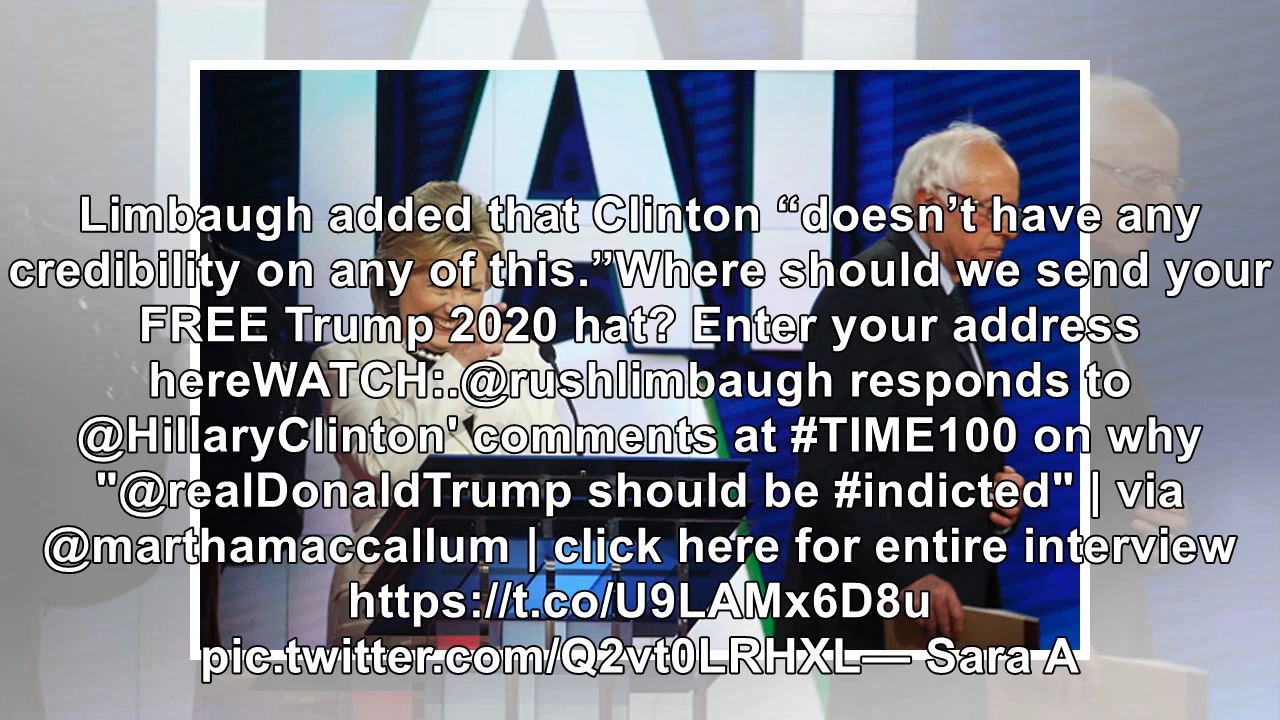 Limbaugh added that Clinton “doesn’t have any
credibility on any of this.”Where should we send your
FREE Trump 2020 hat? Enter your address
hereWATCH:.@rushlimbaugh responds to
@HillaryClinton' comments at #TIME100 on why
"@realDonaldTrump should be #indicted" | via
@marthamaccallum | click here for entire interview
https://t.co/U9LAMx6D8u
pic.twitter.com/Q2vt0LRHXL— Sara A